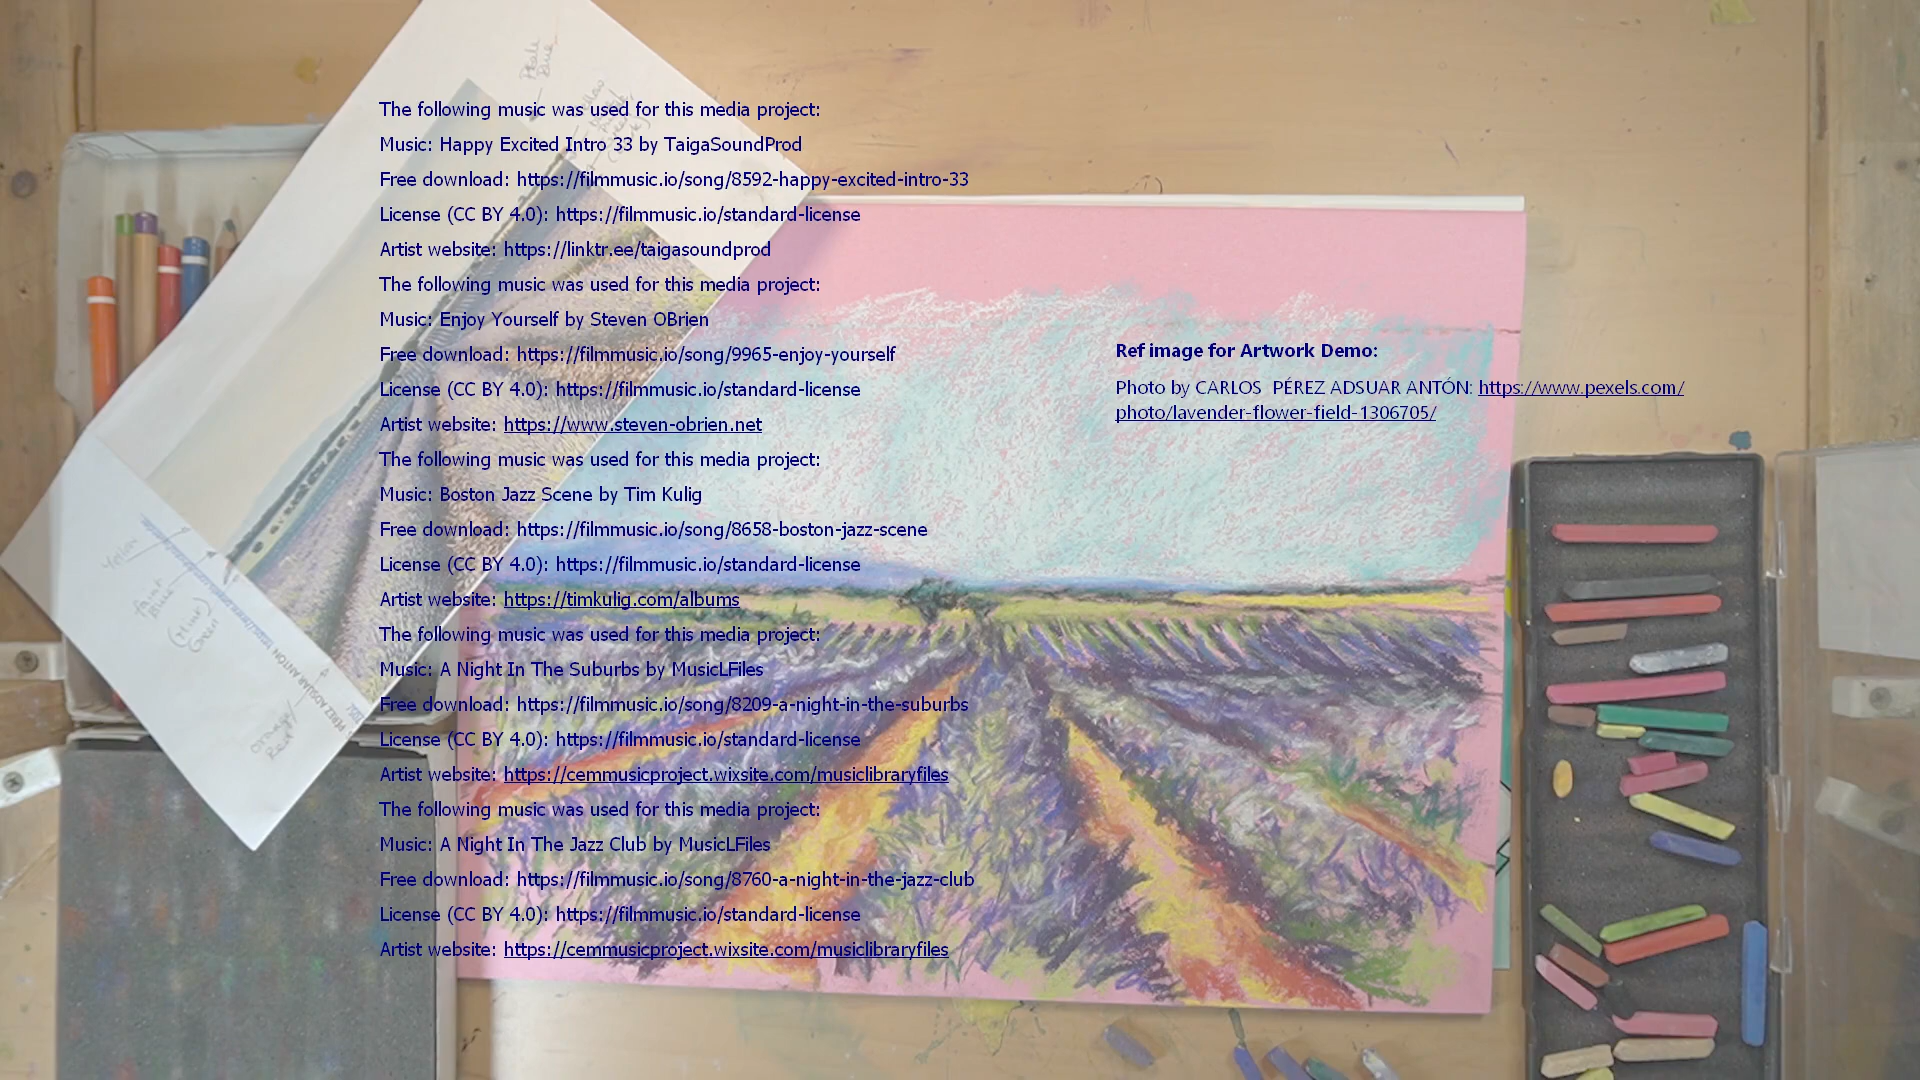 The following music was used for this media project:
Music: Happy Excited Intro 33 by TaigaSoundProd
Free download: https://filmmusic.io/song/8592-happy-excited-intro-33
License (CC BY 4.0): https://filmmusic.io/standard-license
Artist website: https://linktr.ee/taigasoundprod
The following music was used for this media project:
Music: Enjoy Yourself by Steven OBrien
Free download: https://filmmusic.io/song/9965-enjoy-yourself
License (CC BY 4.0): https://filmmusic.io/standard-license
Artist website: https://www.steven-obrien.net
The following music was used for this media project:
Music: Boston Jazz Scene by Tim Kulig
Free download: https://filmmusic.io/song/8658-boston-jazz-scene
License (CC BY 4.0): https://filmmusic.io/standard-license
Artist website: https://timkulig.com/albums
The following music was used for this media project:
Music: A Night In The Suburbs by MusicLFiles
Free download: https://filmmusic.io/song/8209-a-night-in-the-suburbs
License (CC BY 4.0): https://filmmusic.io/standard-license
Artist website: https://cemmusicproject.wixsite.com/musiclibraryfiles
The following music was used for this media project:
Music: A Night In The Jazz Club by MusicLFiles
Free download: https://filmmusic.io/song/8760-a-night-in-the-jazz-club
License (CC BY 4.0): https://filmmusic.io/standard-license
Artist website: https://cemmusicproject.wixsite.com/musiclibraryfiles
Ref image for Artwork Demo:
Photo by CARLOS PÉREZ ADSUAR ANTÓN: https://www.pexels.com/
photo/lavender-flower-field-1306705/
Yellow
PÉREZ ADSUAR ANTÓN